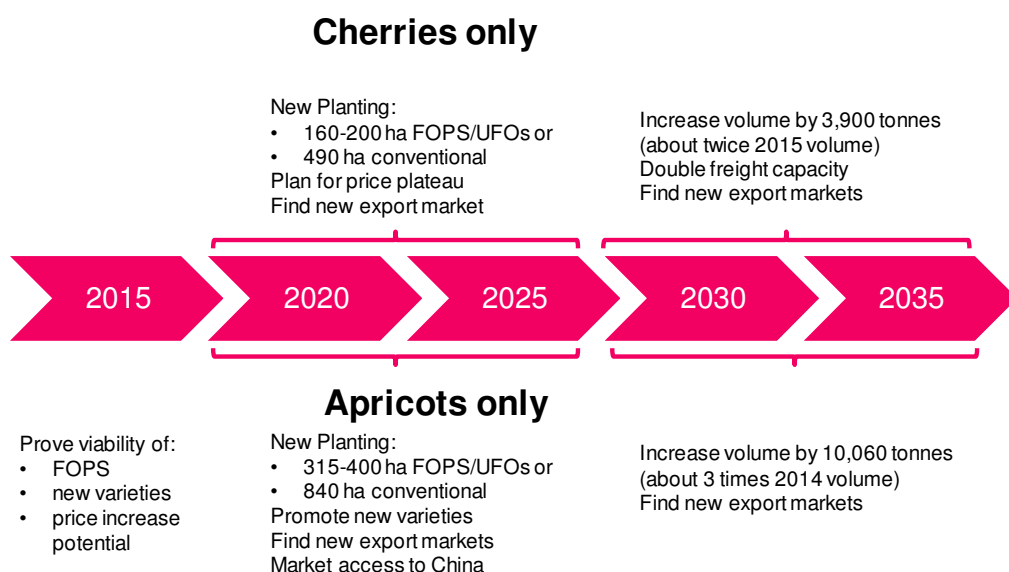 Cherries only
New Planting:
• 160-200 ha FOPS/UFOs or
• 490 ha conventional
Plan for price plateau
Find new export market
Increase volume by 3,900 tonnes
(about twice 2015 volume)
Double freight capacity
Find new export markets
2015
2020
2025
2030
2035
Apricots only
Prove viability of:
• FOPS
• new varieties
• price increase
potential
New Planting:
• 315-400 ha FOPS/UFOs or
• 840 ha conventional
Promote new varieties
Find new export markets
Market access to China
Increase volume by 10,060 tonnes
(about 3 times 2014 volume)
Find new export markets